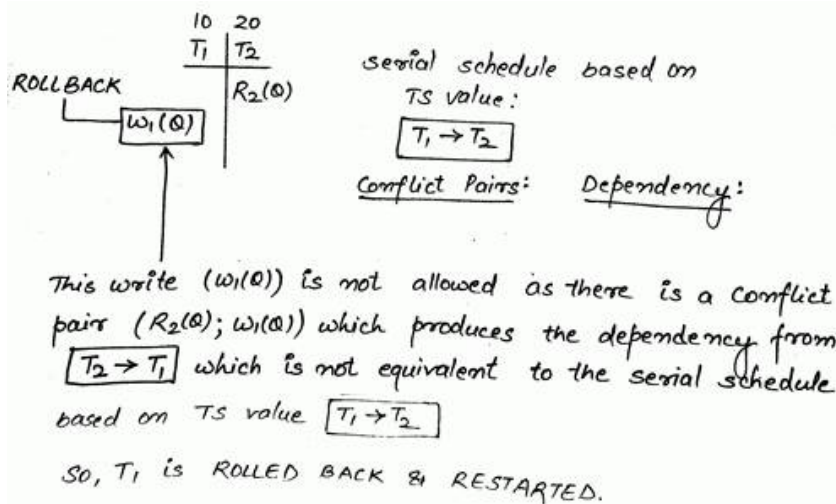 10 20
T₁ T₂
serial schedule based on
TS value:
ROLLBACK
R₂(Q)
W₁(Q)
T₁ → T₂
Conflict Pairs: Dependency:
This write (W₁(Q)) is not allowed as there is a conflict
pair (R₂(Q); W₁(Q)) which produces the dependency from
T₂ → T₁ which is not equivalent to the serial schedule
based on TS value T₁ → T₂
So, T₁ is ROLLED BACK & RESTARTED.